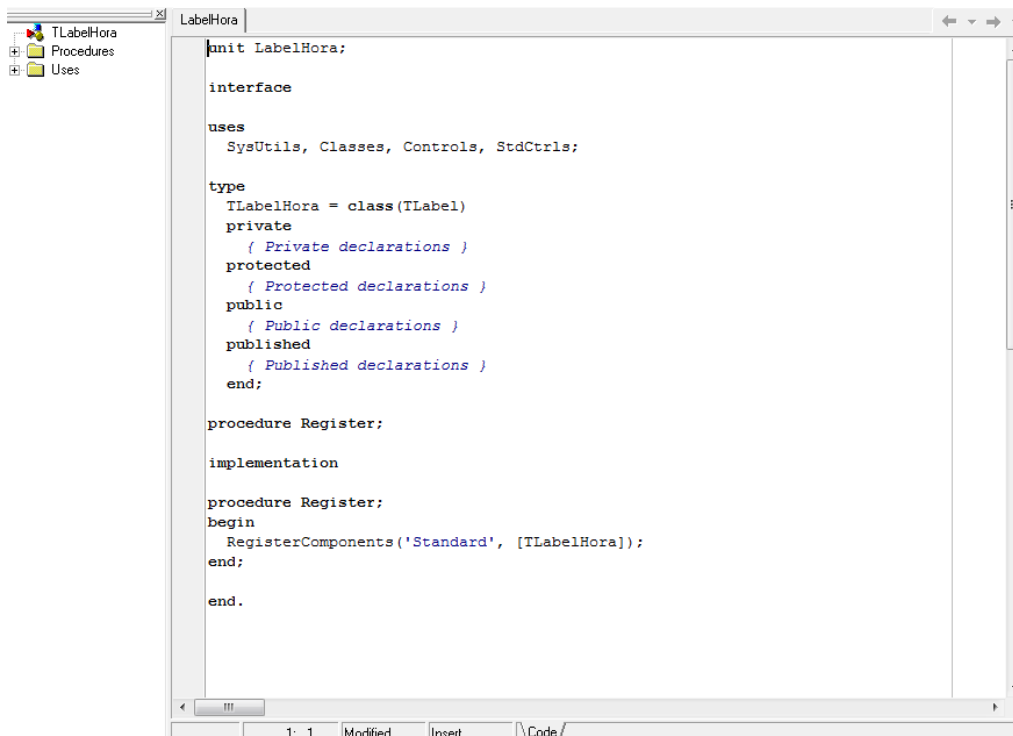 TLabelHora
Procedures
Uses
LabelHora
unit LabelHora;
interface
uses
SysUtils, Classes, Controls, StdCtrls;
type
TLabelHora = class(TLabel)
private
{ Private declarations }
protected
{ Protected declarations }
public
{ Public declarations }
published
{ Published declarations }
end;
procedure Register;
implementation
procedure Register;
begin
RegisterComponents('Standard', [TLabelHora]);
end;
end.
1: 1 Modified Insert Code